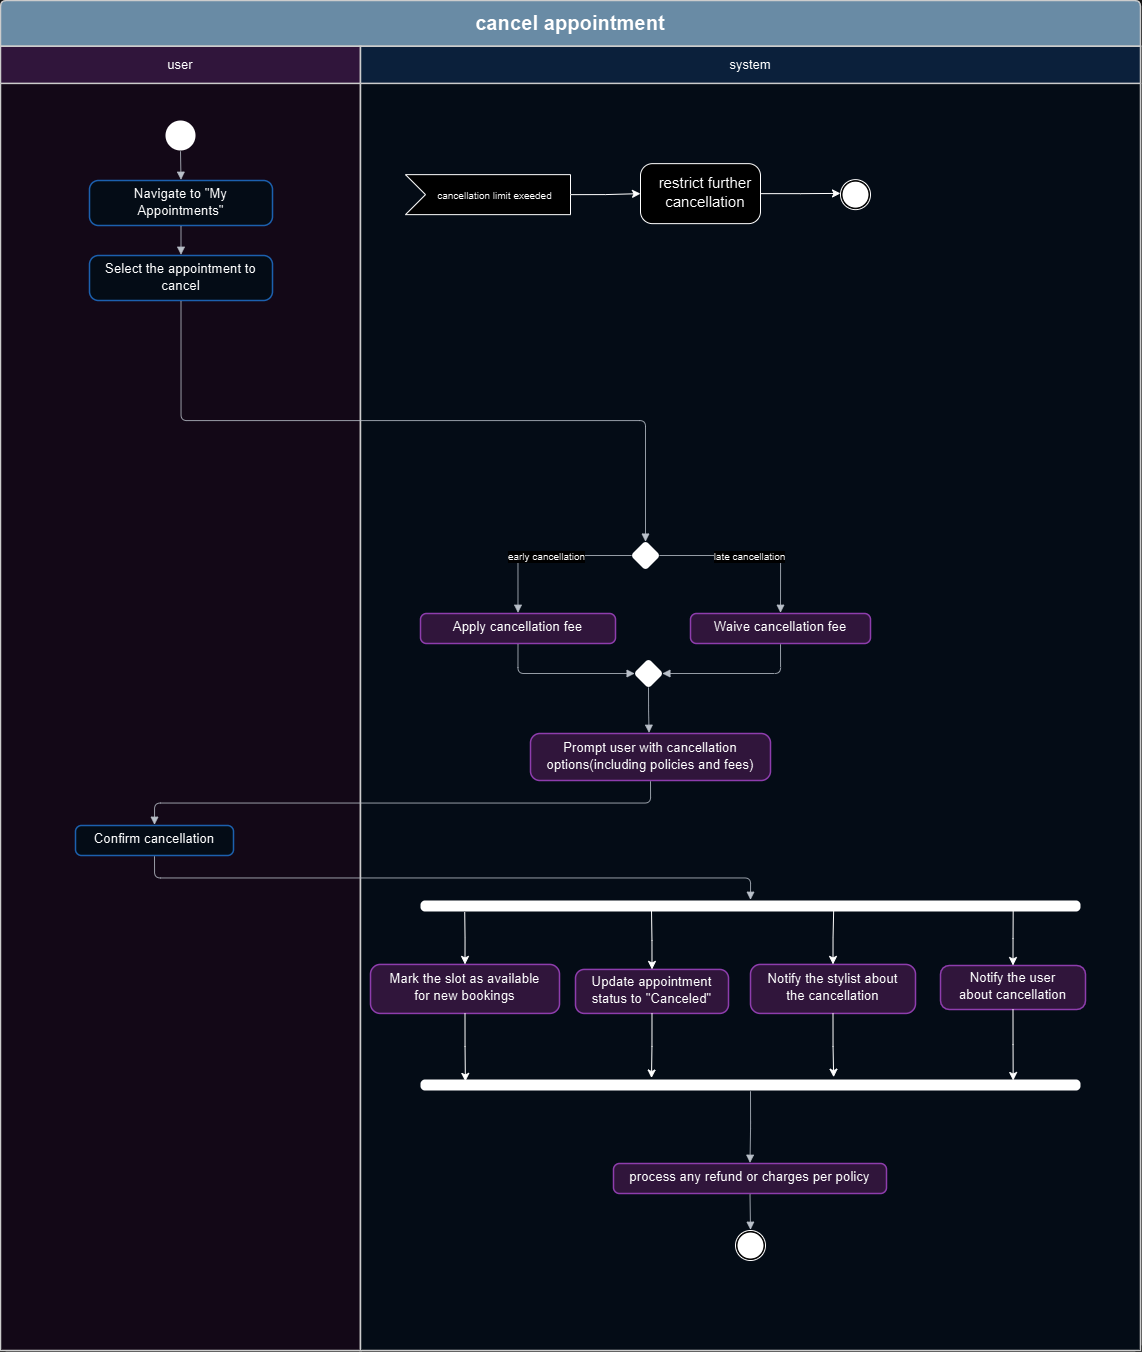 cancel appointment
user
system
Navigate to "My
Appointments"
cancellation limit exeeded
restrict further
cancellation
Select the appointment to
cancel
early cancellation
late cancellation
Apply cancellation fee
Waive cancellation fee
Prompt user with cancellation
options(including policies and fees)
Confirm cancellation
Mark the slot as available
for new bookings
Update appointment
status to "Canceled"
Notify the stylist about
the cancellation
Notify the user
about cancellation
process any refund or charges per policy